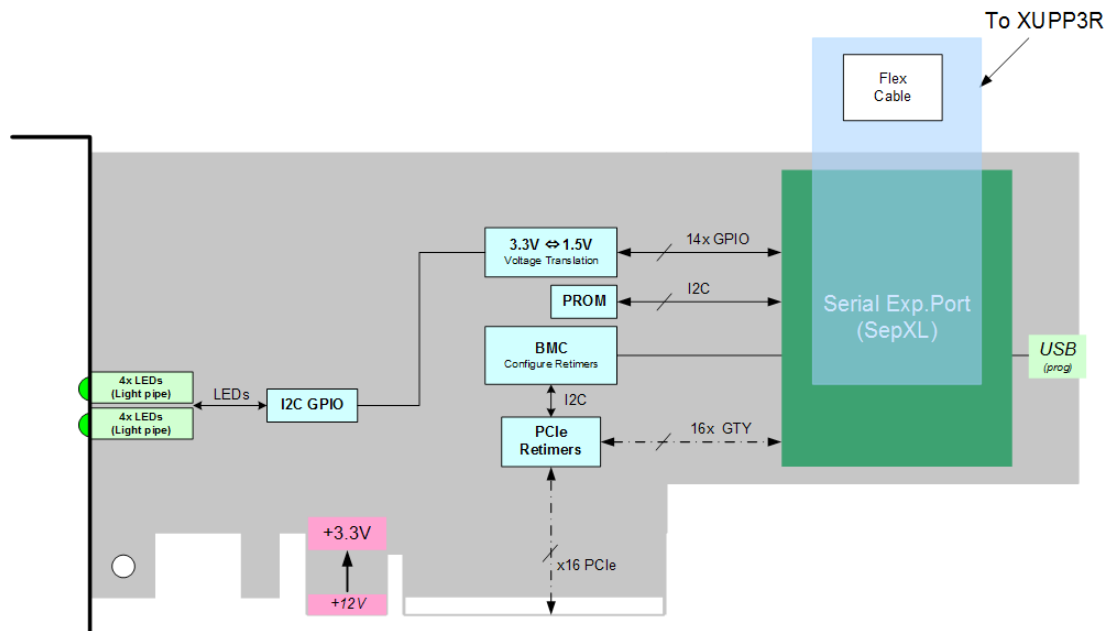 To XUPP3R
Flex
Cable
3.3V ⇔ 1.5V
Voltage Translation
14x GPIO
PROM
I2C
Serial Exp.Port
(SepXL)
BMC
Configure Retimers
USB
(prog)
4x LEDs
(Light pipe)
4x LEDs
(Light pipe)
LEDs
I2C GPIO
I2C
PCIe
Retimers
16x GTY
+3.3V
+12V
x16 PCIe